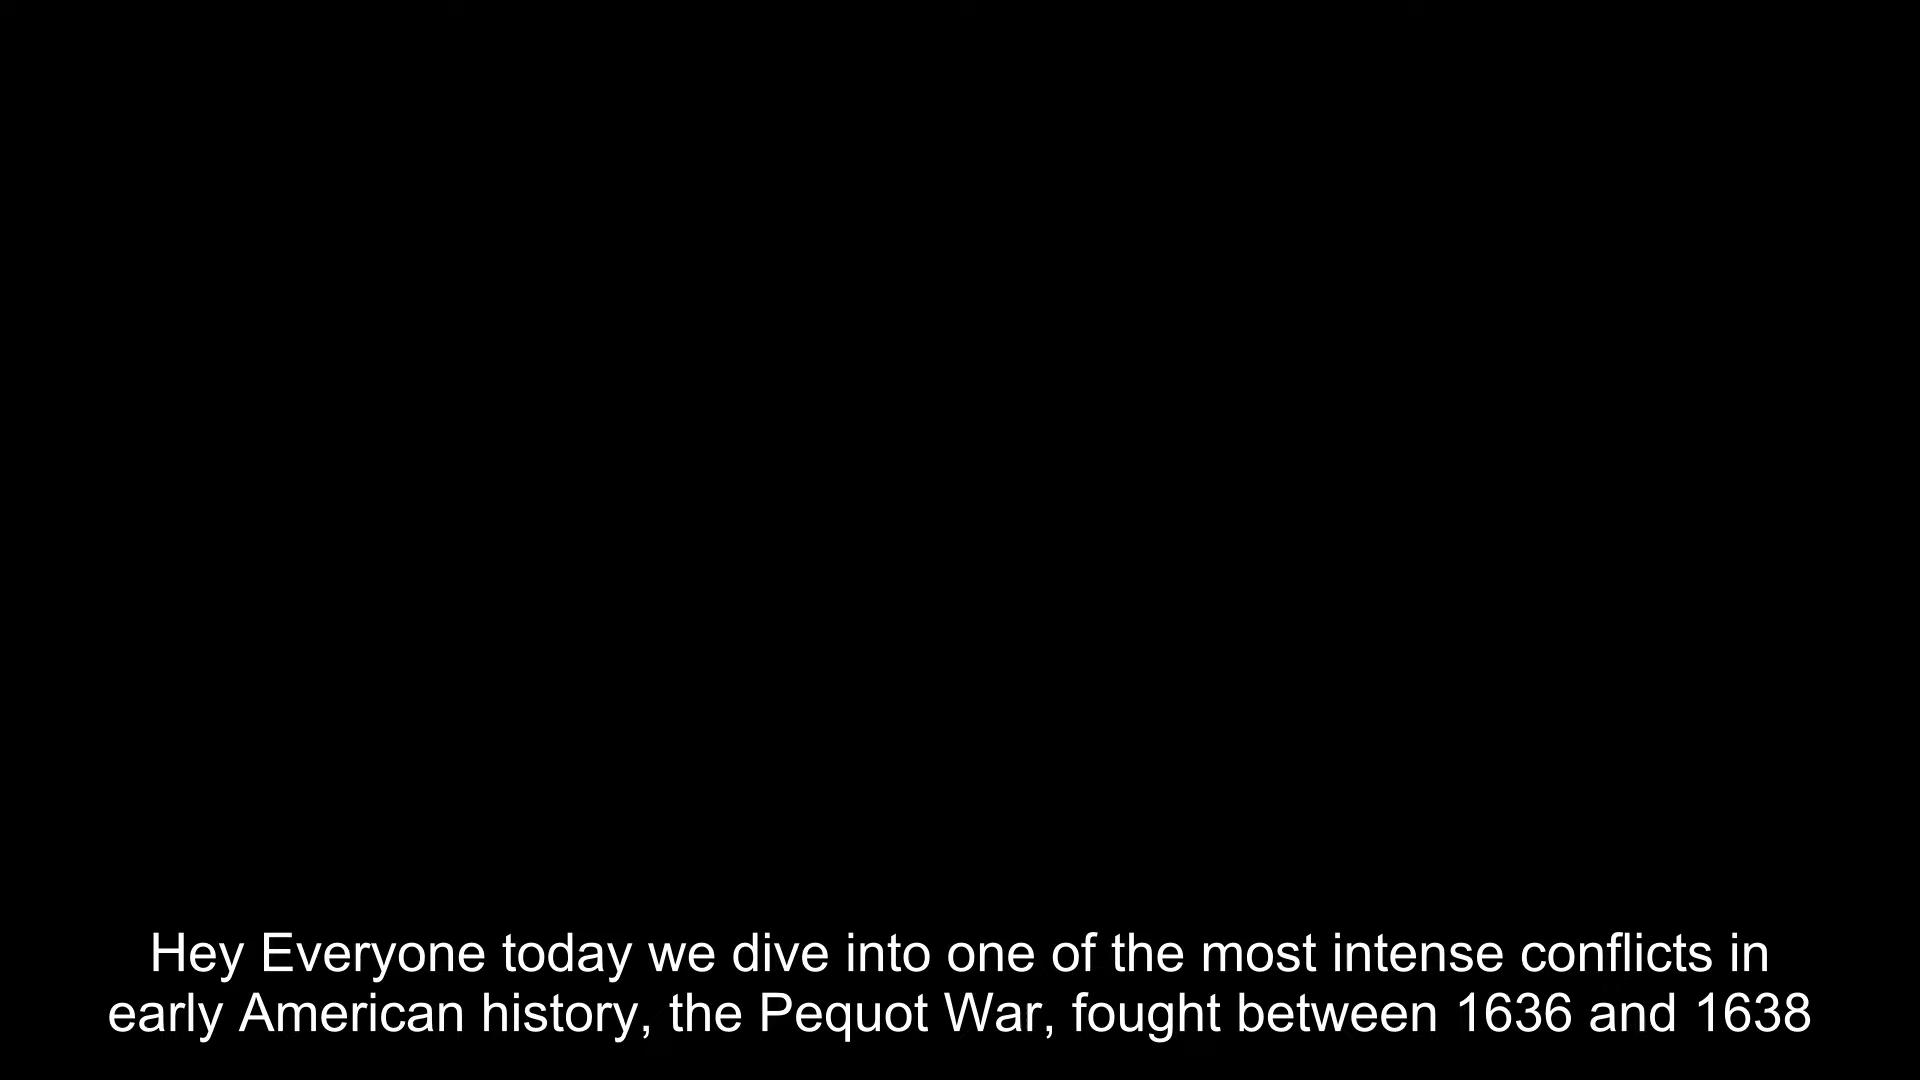 Hey Everyone today we dive into one of the most intense conflicts in
early American history, the Pequot War, fought between 1636 and 1638